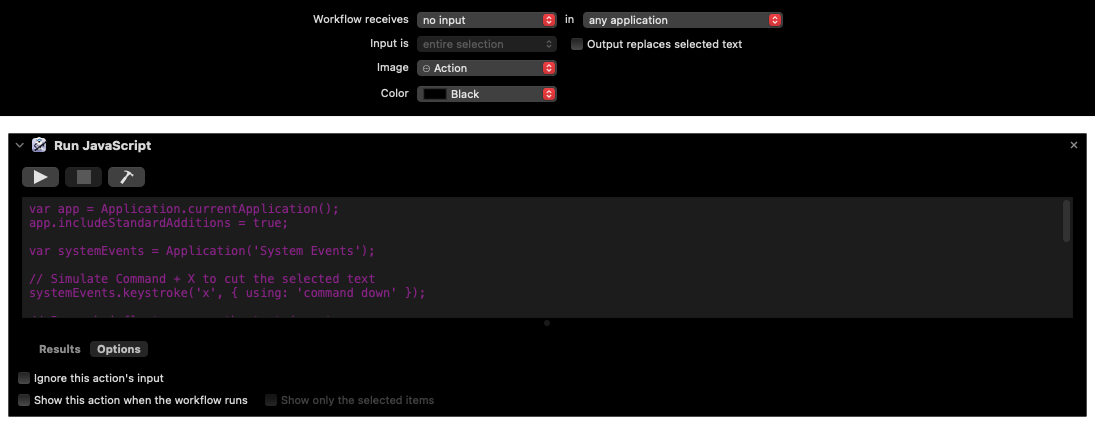 Workflow receives no input in any application
Input is entire selection Output replaces selected text
Image Action
Color Black
Run JavaScript
var app = Application.currentApplication();
app.includeStandardAdditions = true;
var systemEvents = Application('System Events');
// Simulate Command + X to cut the selected text
systemEvents.keystroke('x', { using: 'command down' });
Results Options
Ignore this action's input
Show this action when the workflow runs Show only the selected items